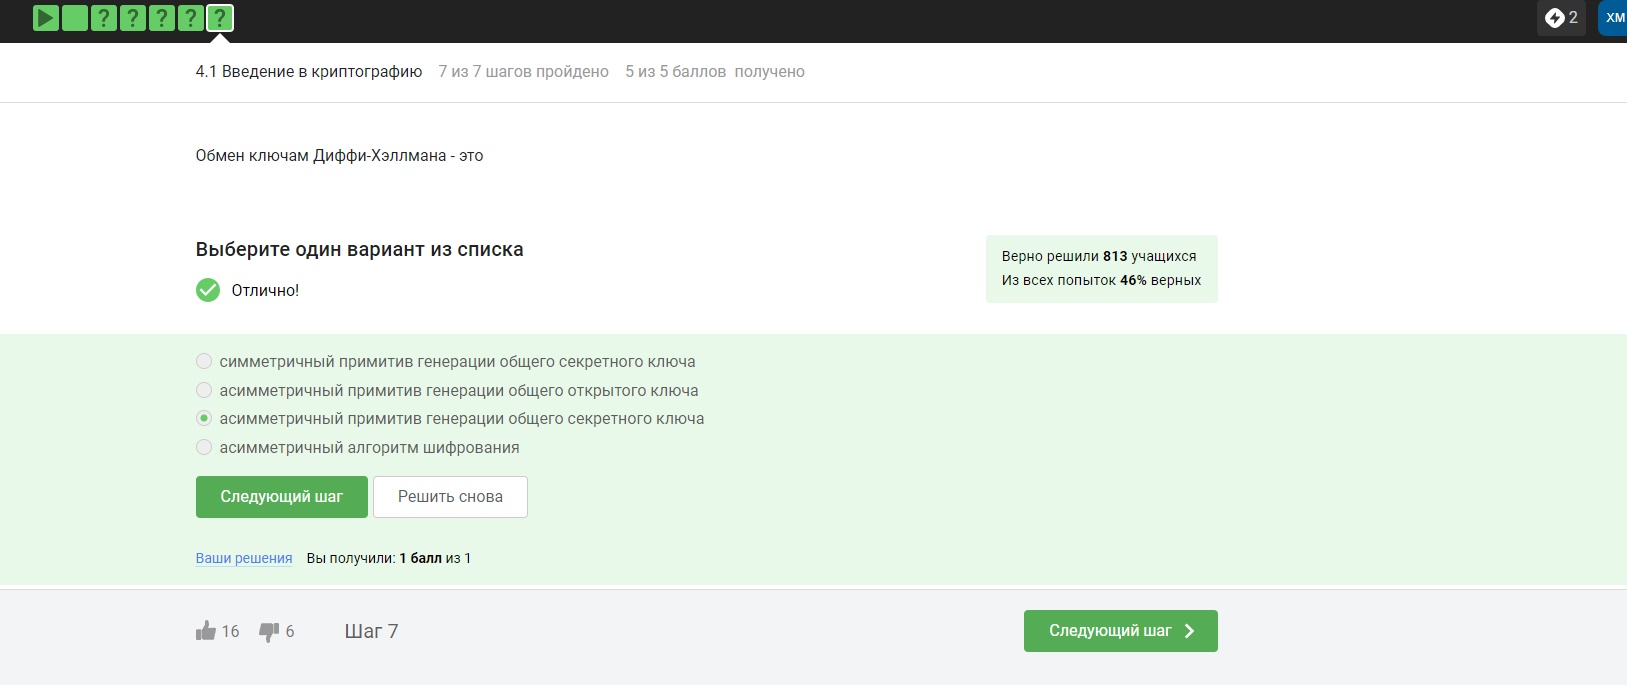 ? ? ? ? ?
2
XM
4.1 Введение в криптографию 7 из 7 шагов пройдено 5 из 5 баллов получено
Обмен ключам Диффи-Хэллмана - это
Выберите один вариант из списка
Отлично!
Верно решили 813 учащихся
Из всех попыток 46% верных
симметричный примитив генерации общего секретного ключа
асимметричный примитив генерации общего открытого ключа
асимметричный примитив генерации общего секретного ключа
асимметричный алгоритм шифрования
Следующий шаг Решить снова
Ваши решения Вы получили: 1 балл из 1
16 6 Шаг 7 Следующий шаг